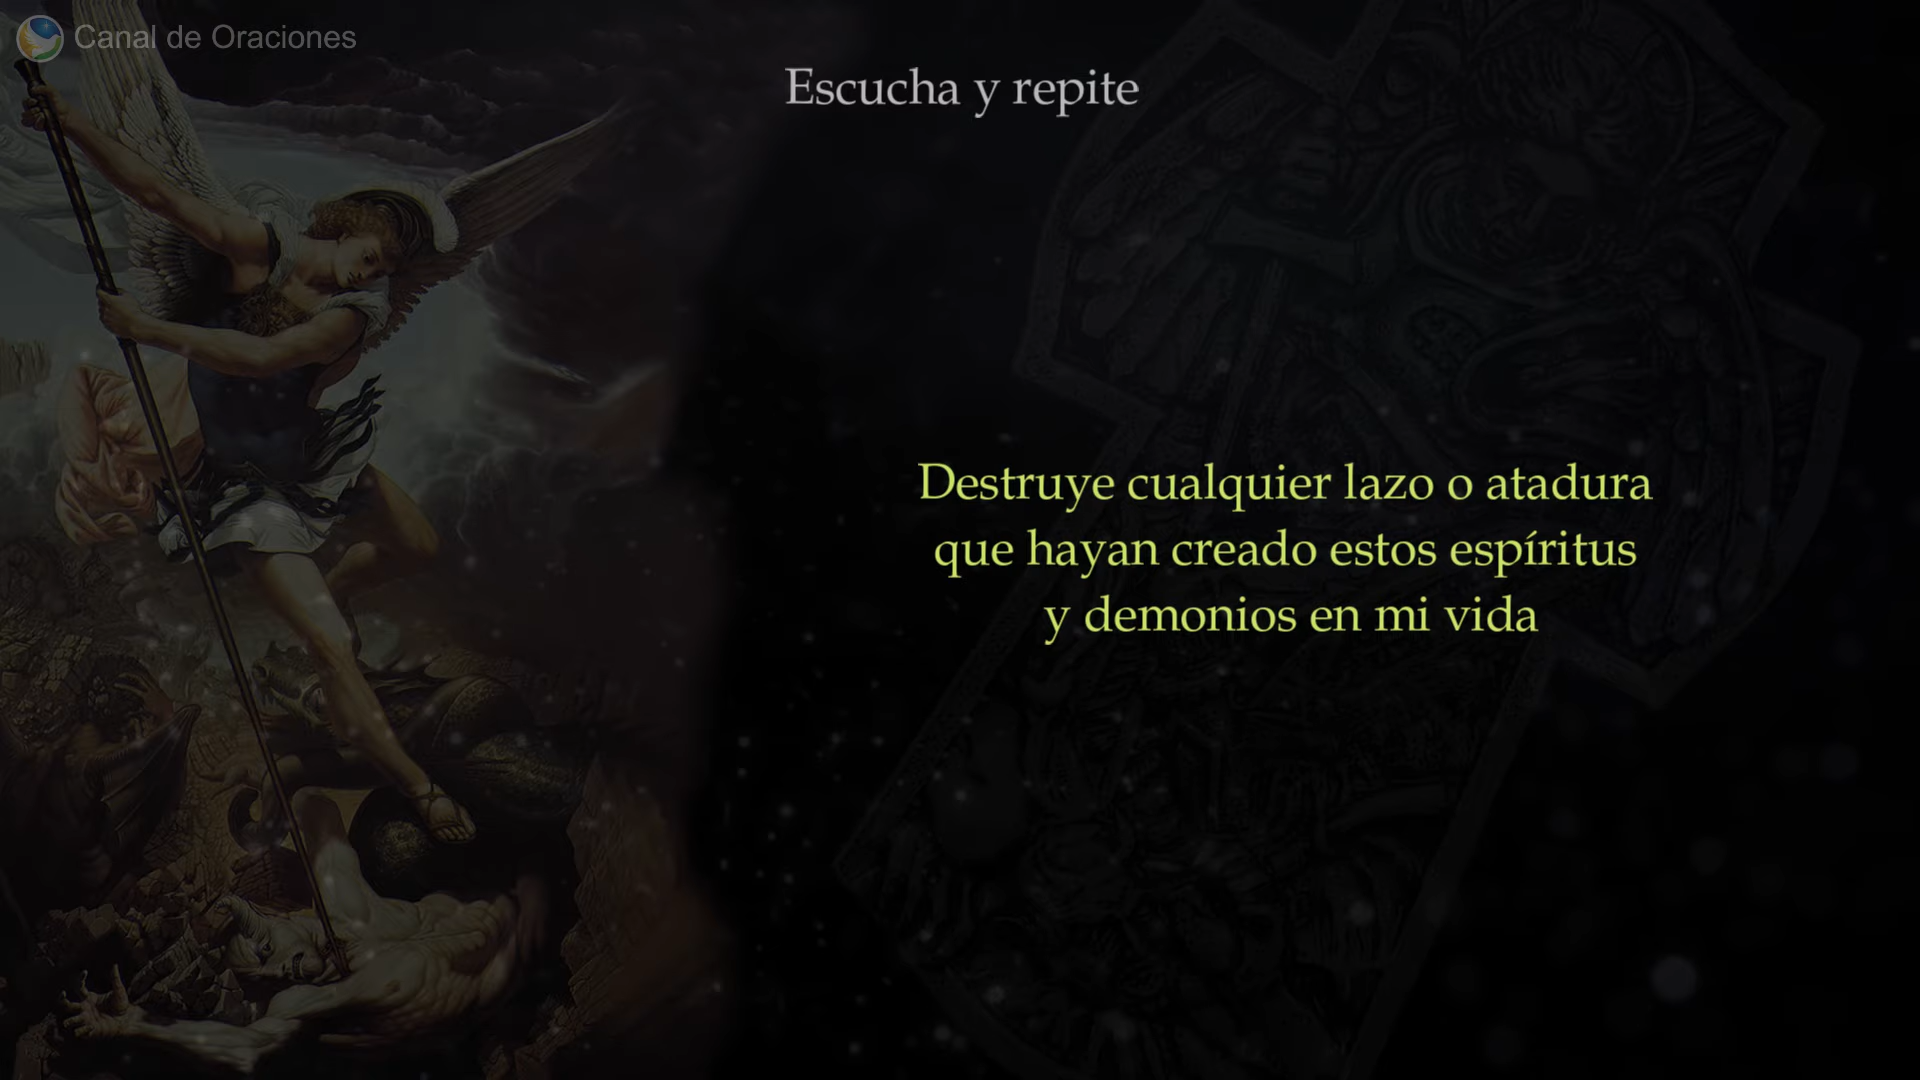 Canal de Oraciones
Escucha y repite
Destruye cualquier lazo o atadura
que hayan creado estos espíritus
y demonios en mi vida